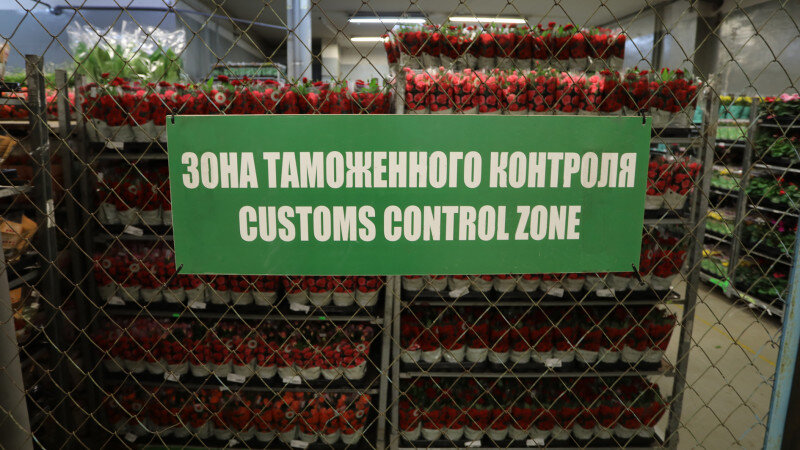 ЗОНА ТАМОЖЕННОГО КОНТРОЛЯ
CUSTOMS CONTROL ZONE